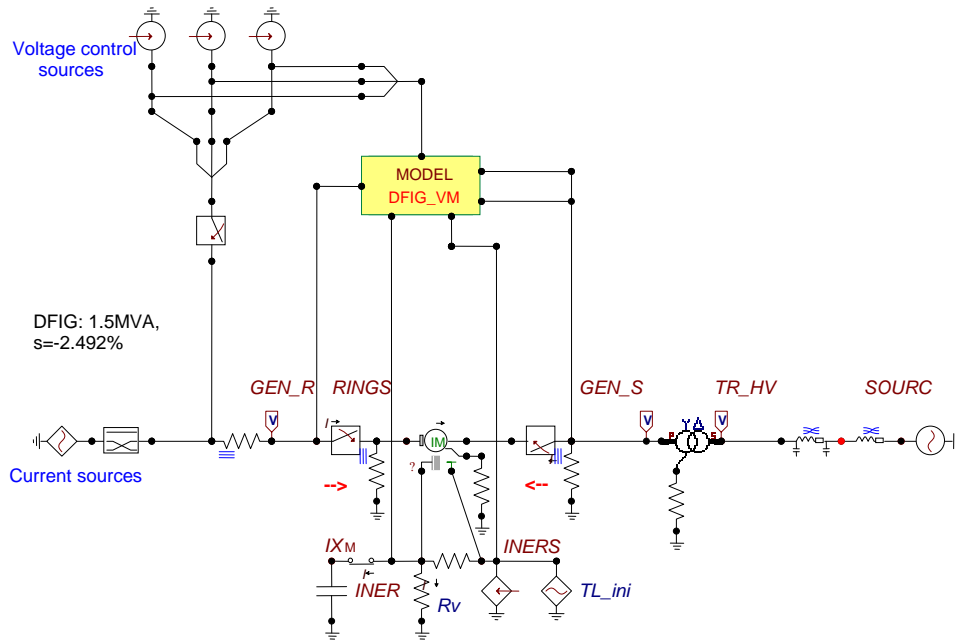 Voltage control
sources
MODEL
DFIG_VM
DFIG: 1.5MVA,
s=-2.492%
GEN_R
RINGS
GEN_S
TR_HV
SOURC
V
V
V
I
IM
Y
Δ
Current sources
?
-->
<--
IXM
INER
I
Rv
INERS
TL_ini